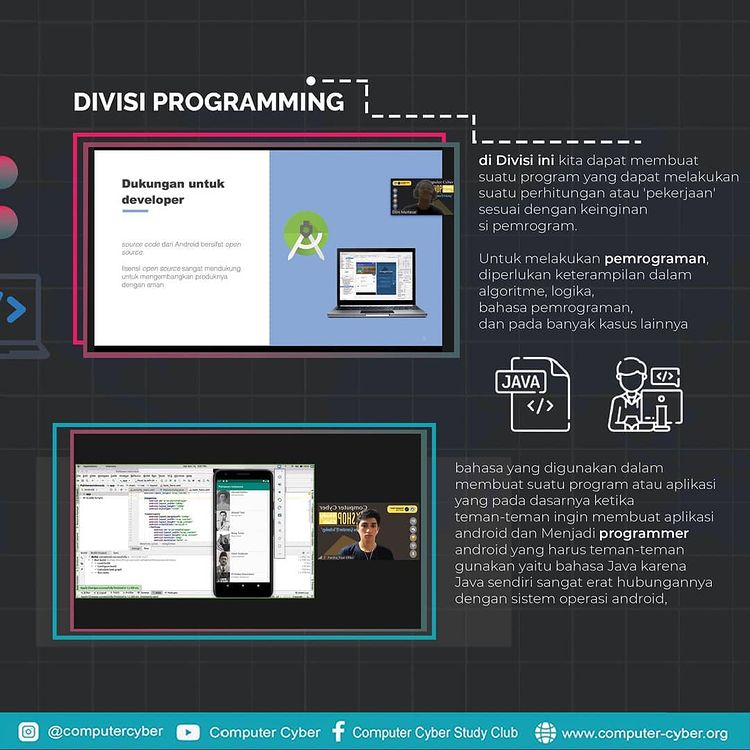 DIVISI PROGRAMMING
Dukungan untuk
developer
source code dari Android bersifat open
source.
lisensi open source sangat mendukung
untuk mengembangkan produknya
dengan aman.
di Divisi ini kita dapat membuat
suatu program yang dapat melakukan
suatu perhitungan atau 'pekerjaan'
sesuai dengan keinginan
si pemrogram.
Untuk melakukan pemrograman,
diperlukan keterampilan dalam
algoritme, logika,
bahasa pemrograman,
dan pada banyak kasus lainnya
JAVA
</>
</>
bahasa yang digunakan dalam
membuat suatu program atau aplikasi
yang pada dasarnya ketika
teman-teman ingin membuat aplikasi
android dan Menjadi programmer
android yang harus teman-teman
gunakan yaitu bahasa Java karena
Java sendiri sangat erat hubungannya
dengan sistem operasi android,
@computercyber
Computer Cyber
Computer Cyber Study Club
www.computer-cyber.org